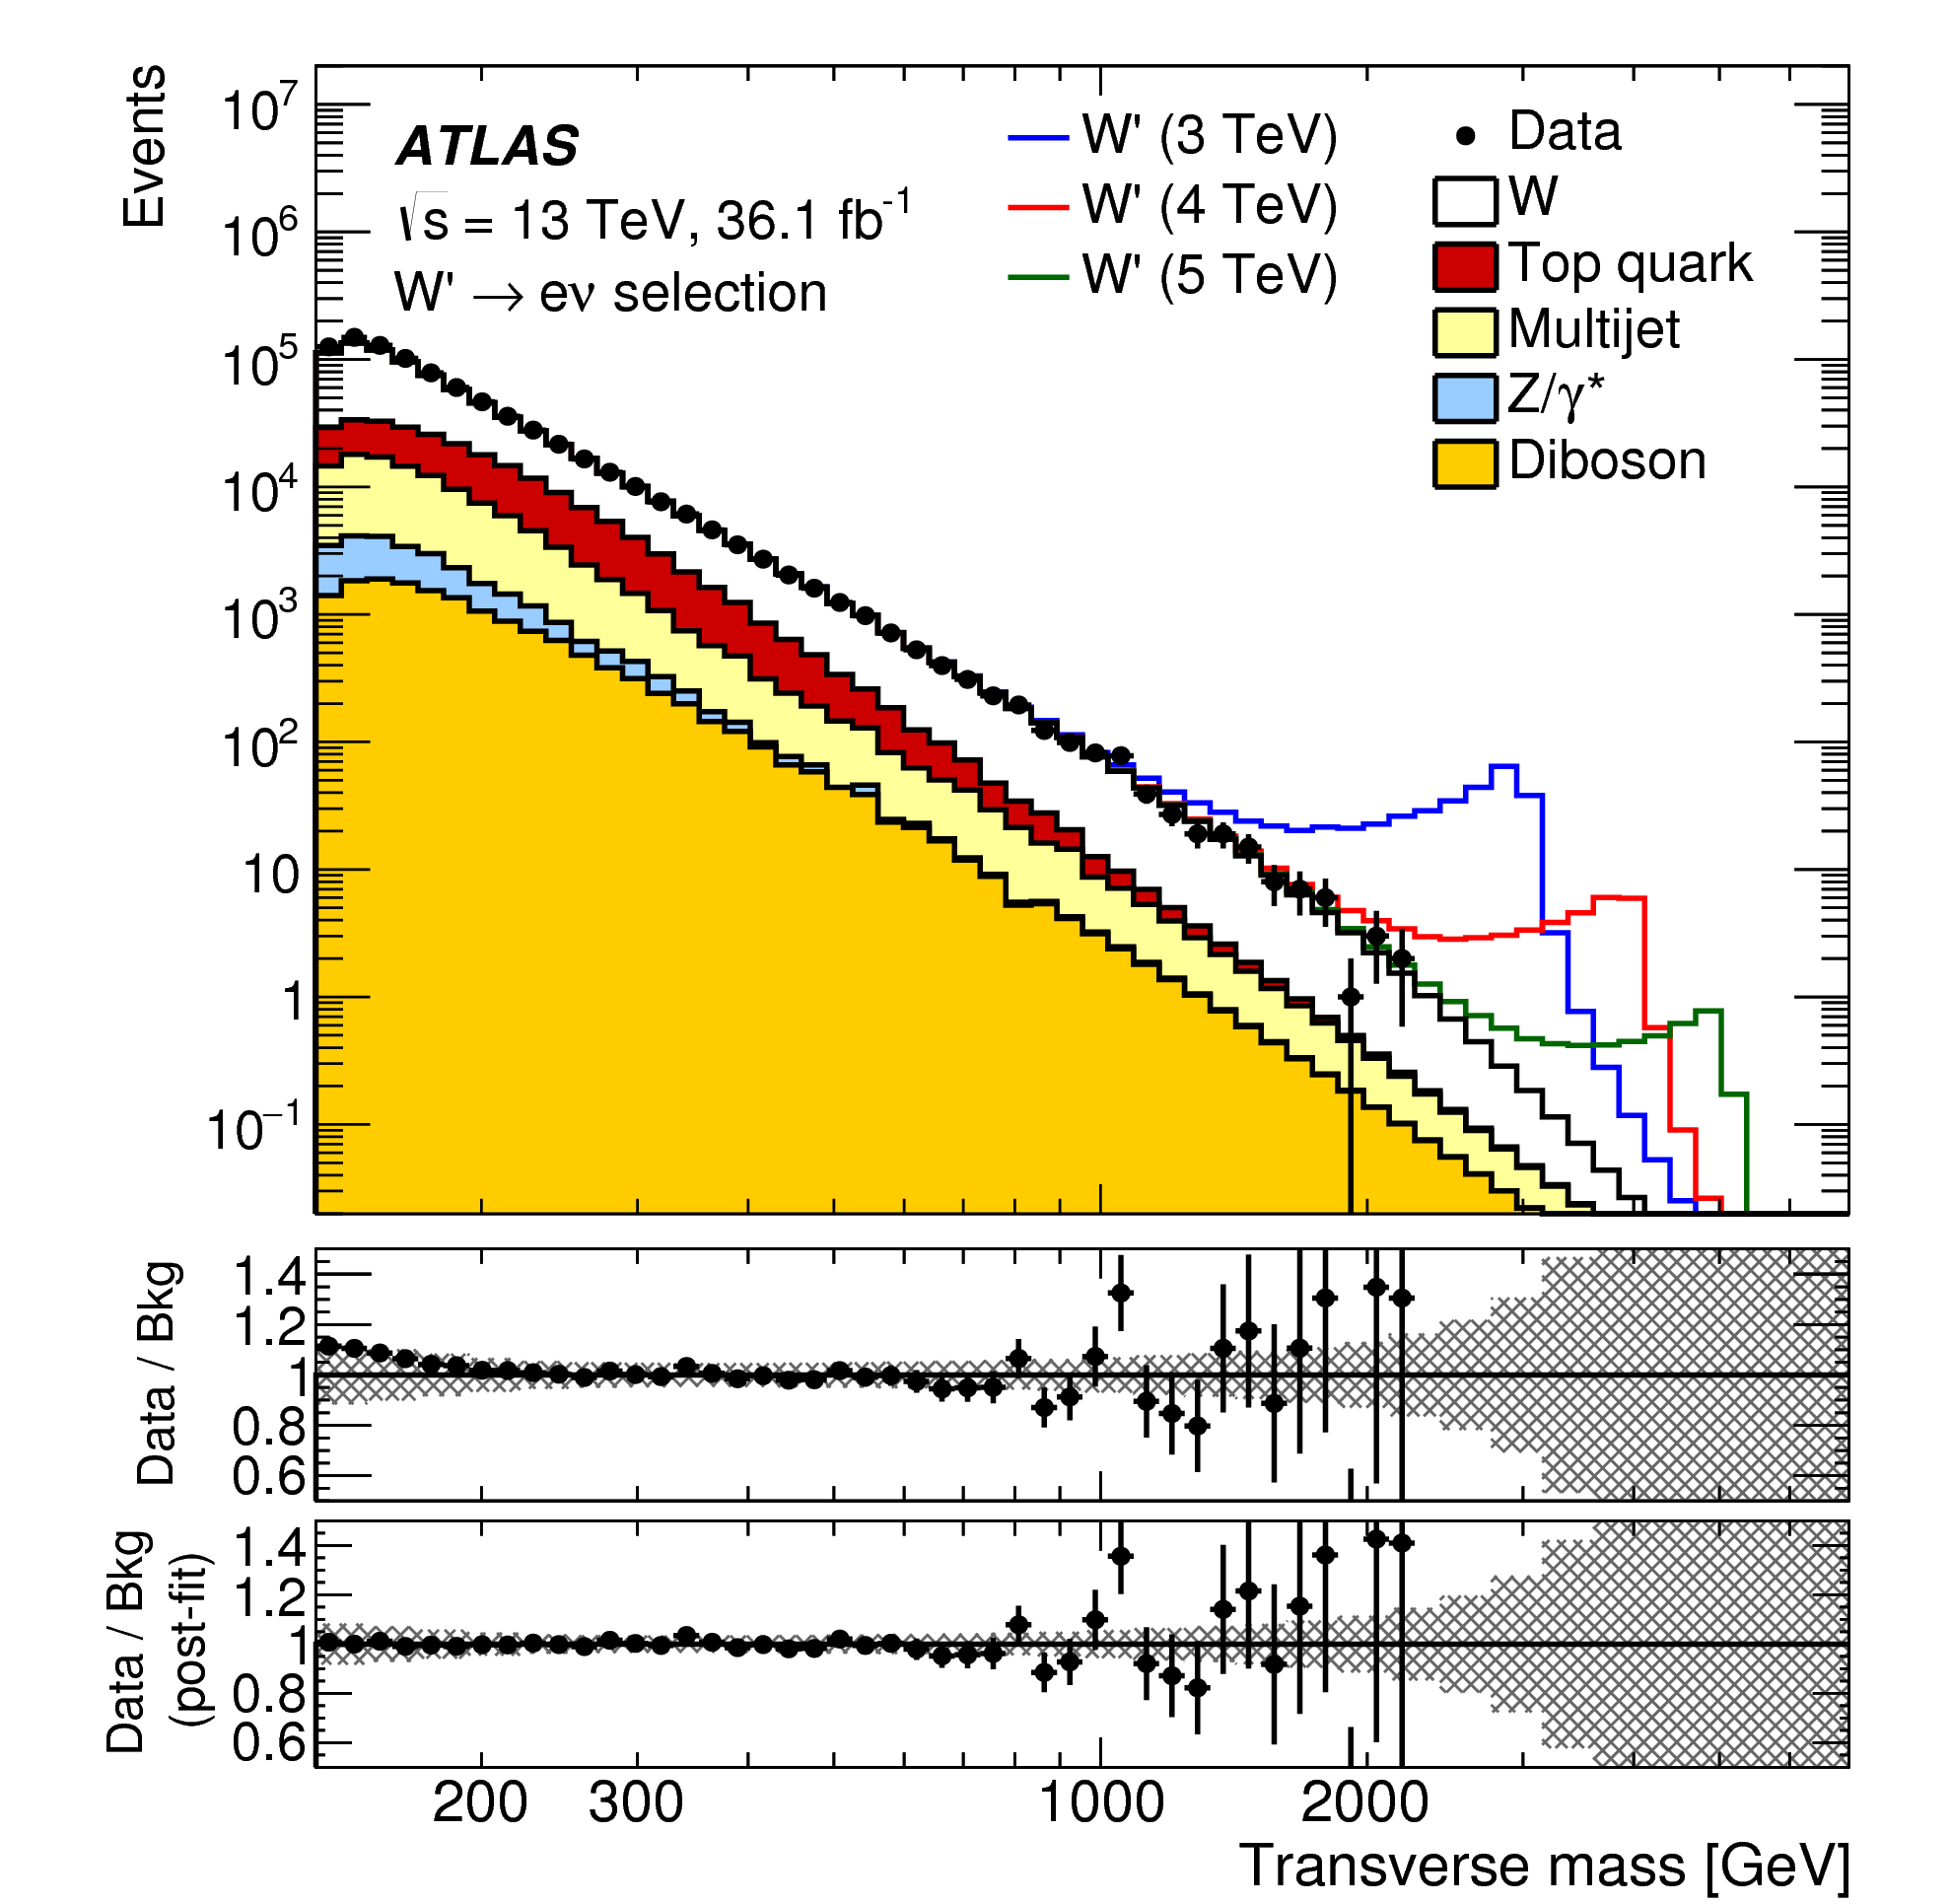 Events
10⁷
10⁶
10⁵
10⁴
10³
10²
10
1
10⁻¹
ATLAS
√s = 13 TeV, 36.1 fb⁻¹
W' → eν selection
W' (3 TeV)
W' (4 TeV)
W' (5 TeV)
Data
W
Top quark
Multijet
Z/γ*
Diboson
Data / Bkg
1.4
1.2
1
0.8
0.6
Data / Bkg
(post-fit)
1.4
1.2
1
0.8
0.6
200 300 1000 2000
Transverse mass [GeV]